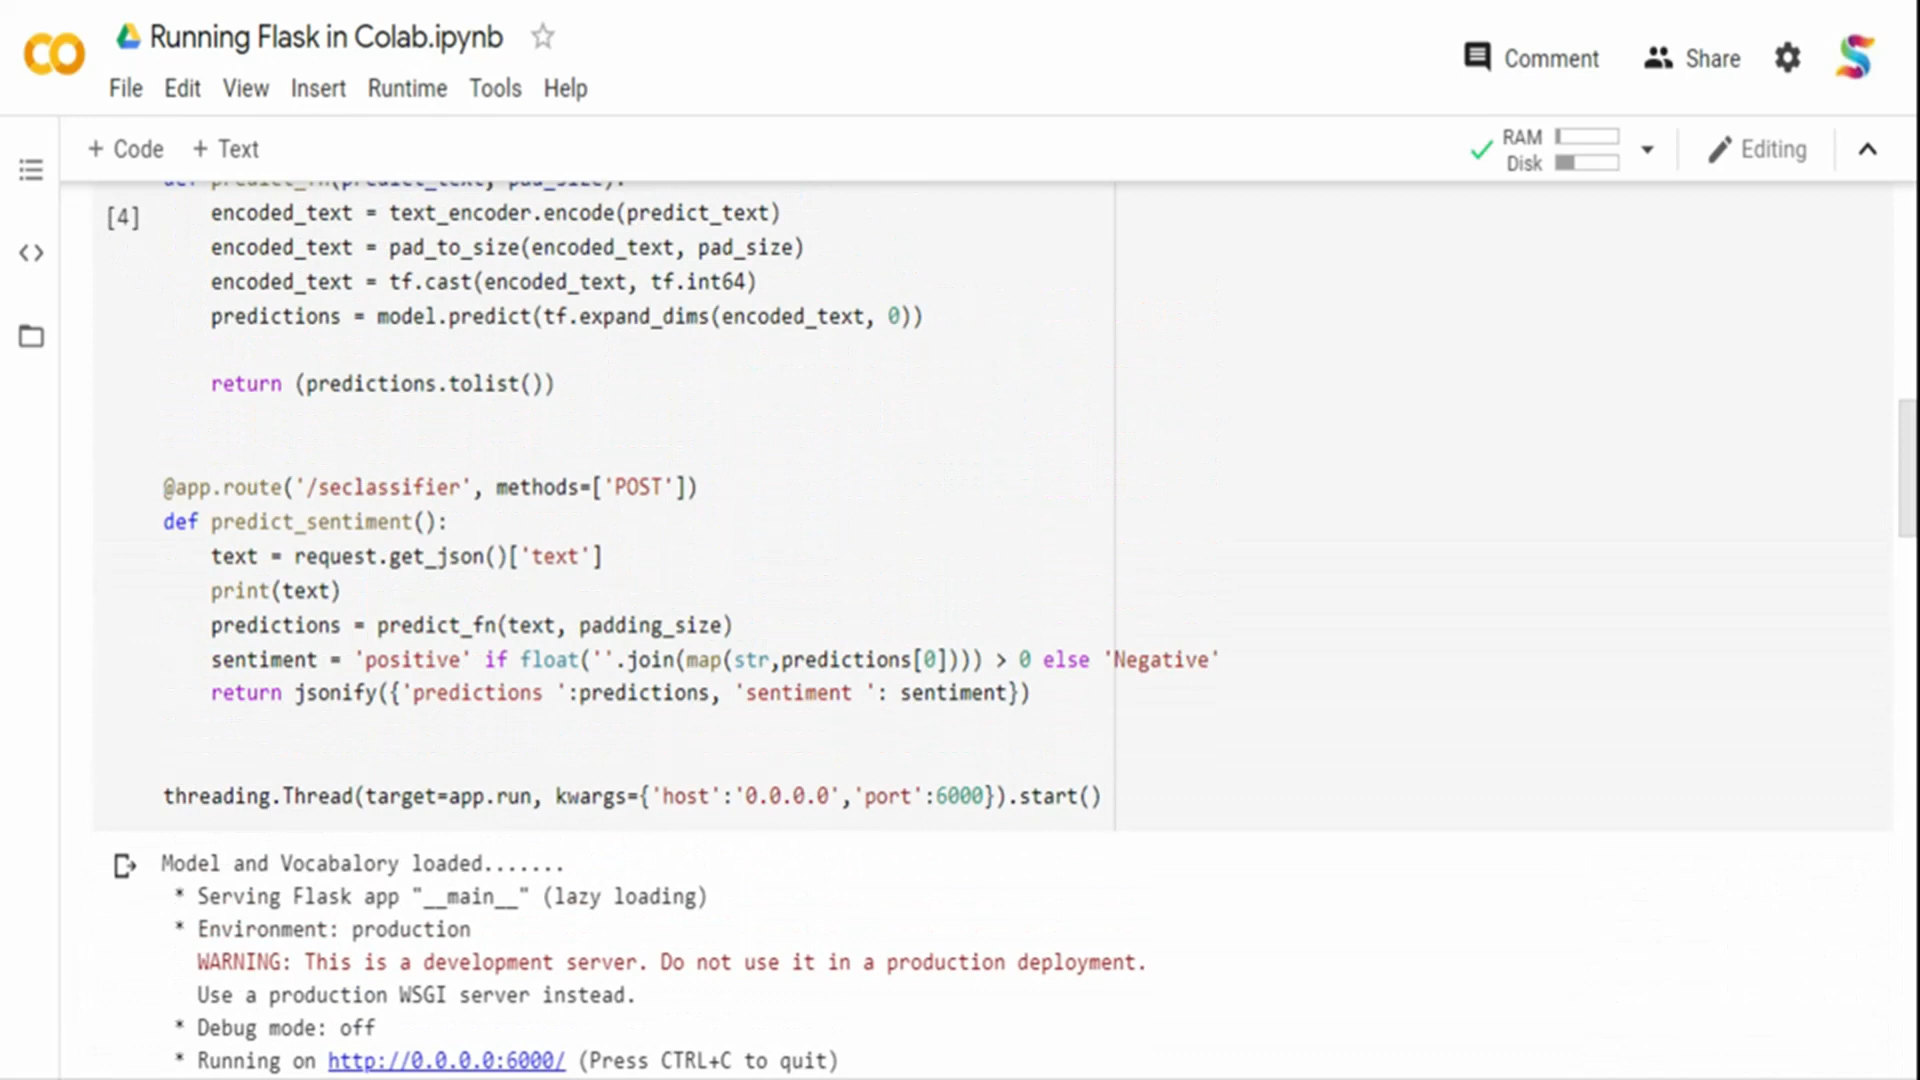 Running Flask in Colab.ipynb
File Edit View Insert Runtime Tools Help
Comment Share
+ Code + Text
RAM
Disk
Editing
def predict_fn(predict_text, pad_size):
[4]
encoded_text = text_encoder.encode(predict_text)
encoded_text = pad_to_size(encoded_text, pad_size)
encoded_text = tf.cast(encoded_text, tf.int64)
predictions = model.predict(tf.expand_dims(encoded_text, 0))
return (predictions.tolist())
@app.route('/seclassifier', methods=['POST'])
def predict_sentiment():
text = request.get_json()['text']
print(text)
predictions = predict_fn(text, padding_size)
sentiment = 'positive' if float(''.join(map(str,predictions[0]))) > 0 else 'Negative'
return jsonify({'predictions ':predictions, 'sentiment ': sentiment})
threading.Thread(target=app.run, kwargs={'host':'0.0.0.0','port':6000}).start()
Model and Vocabalory loaded.......
* Serving Flask app "__main__" (lazy loading)
* Environment: production
WARNING: This is a development server. Do not use it in a production deployment.
Use a production WSGI server instead.
* Debug mode: off
* Running on http://0.0.0.0:6000/ (Press CTRL+C to quit)